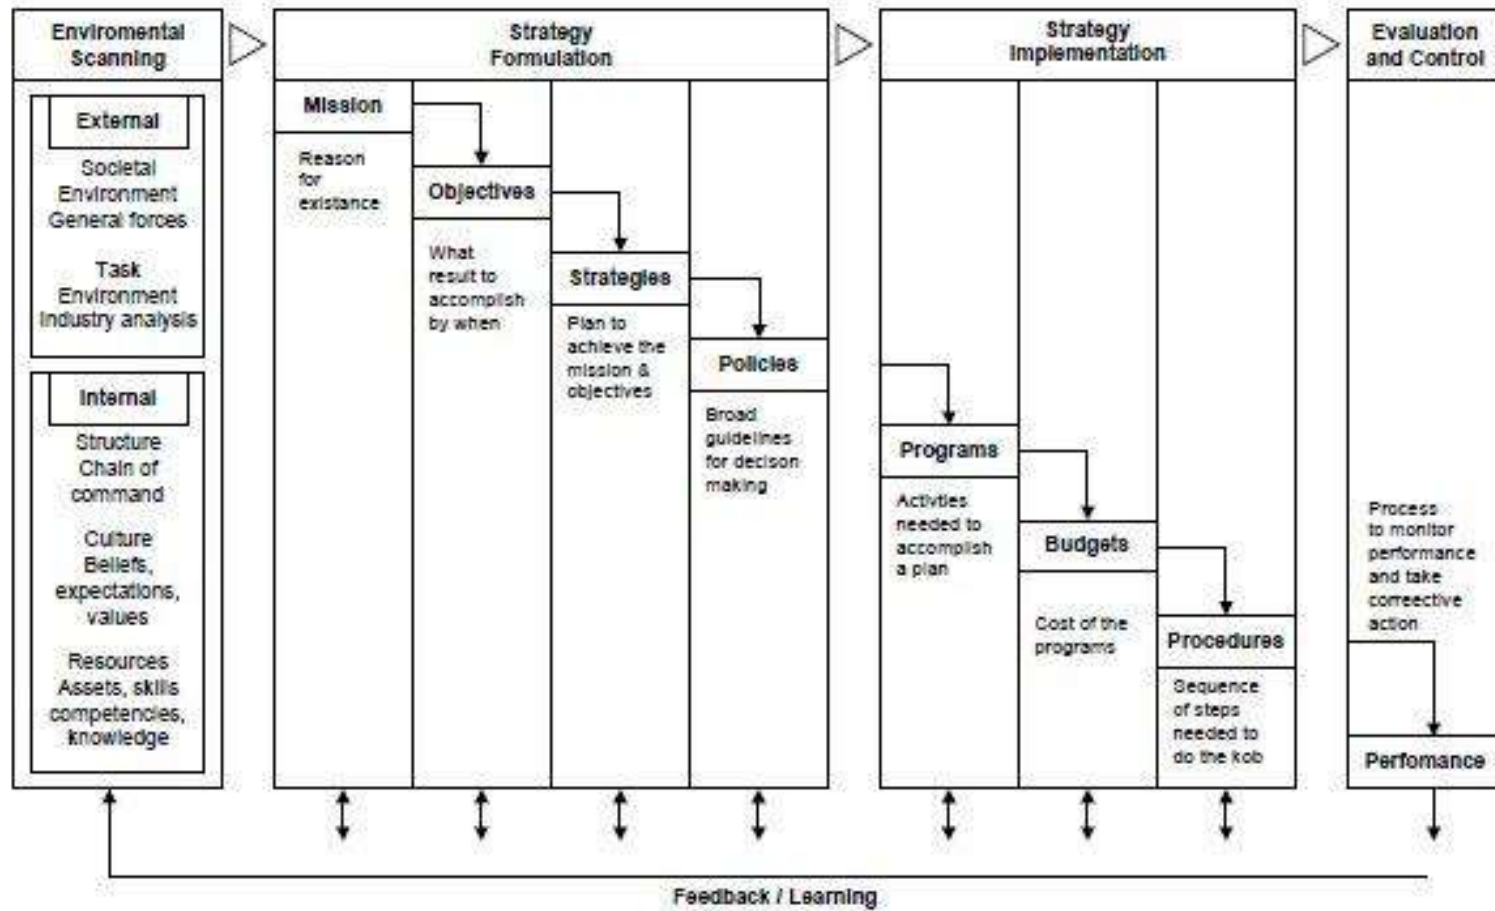 Enviromental
Scanning
Strategy
Formulation
Strategy
Implementation
Evaluation
and Control
External
Societal
Environment
General forces
Task
Environment
Industry analysis
Internal
Structure
Chain of
command
Culture
Beliefs,
expectations,
values
Resources
Assets, skills
competencies,
knowledge
Mission
Reason
for
existance
Objectives
What
result to
accomplish
by when
Strategies
Plan to
achieve the
mission &
objectives
Policies
Broad
guidelines
for decison
making
Programs
Activties
needed to
accomplish
a plan
Budgets
Cost of the
programs
Procedures
Sequence
of steps
needed to
do the kob
Process
to monitor
performance
and take
correective
action
Perfomance
Feedback / Learning